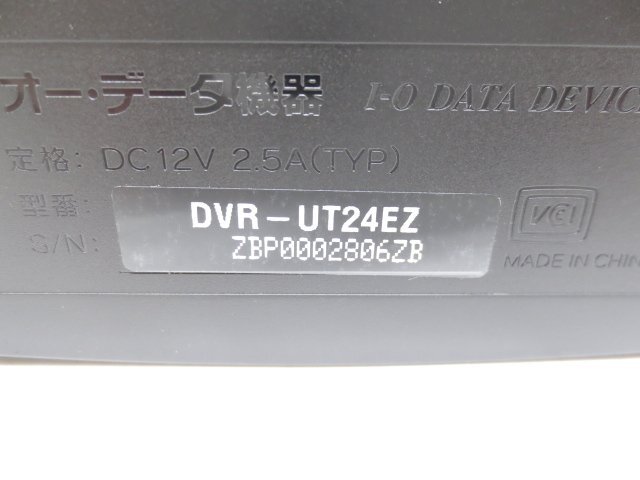 オー・データ機器 I-O DATA DEVIC
定格: DC12V 2.5A(TYP)
型番: DVR-UT24EZ
S/N: ZBP0002806ZB
VCI
MADE IN CHIN